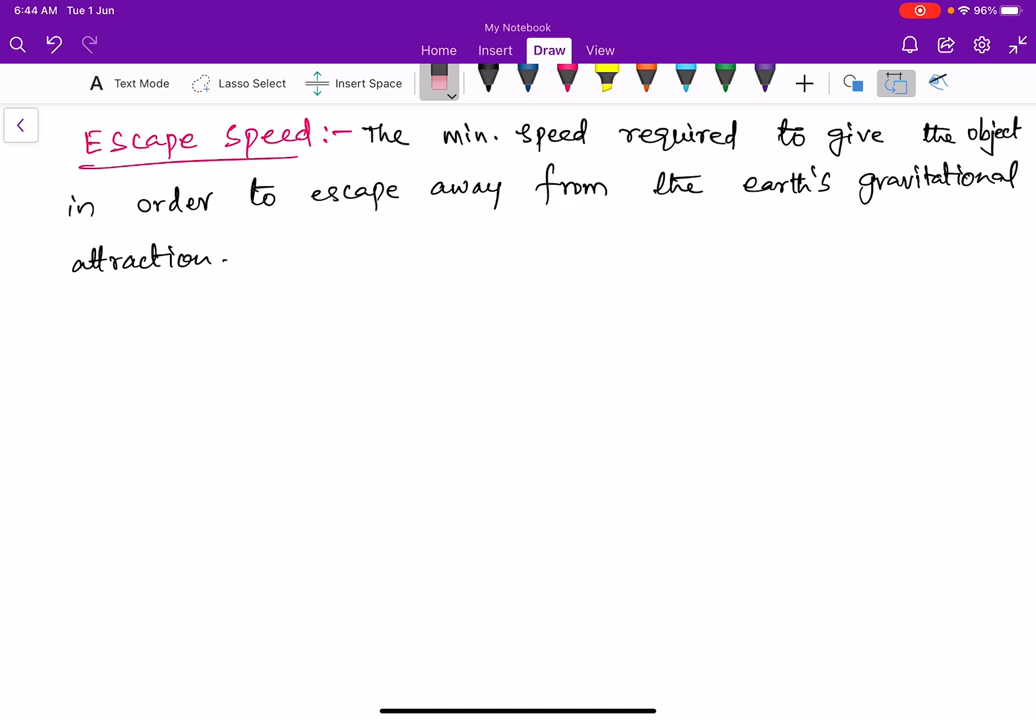 6:44 AM Tue 1 Jun
96%
My Notebook
Home Insert Draw View
A Text Mode Lasso Select Insert Space
Escape Speed:- The min. speed required to give the object
in order to escape away from the earth's gravitational
attraction.